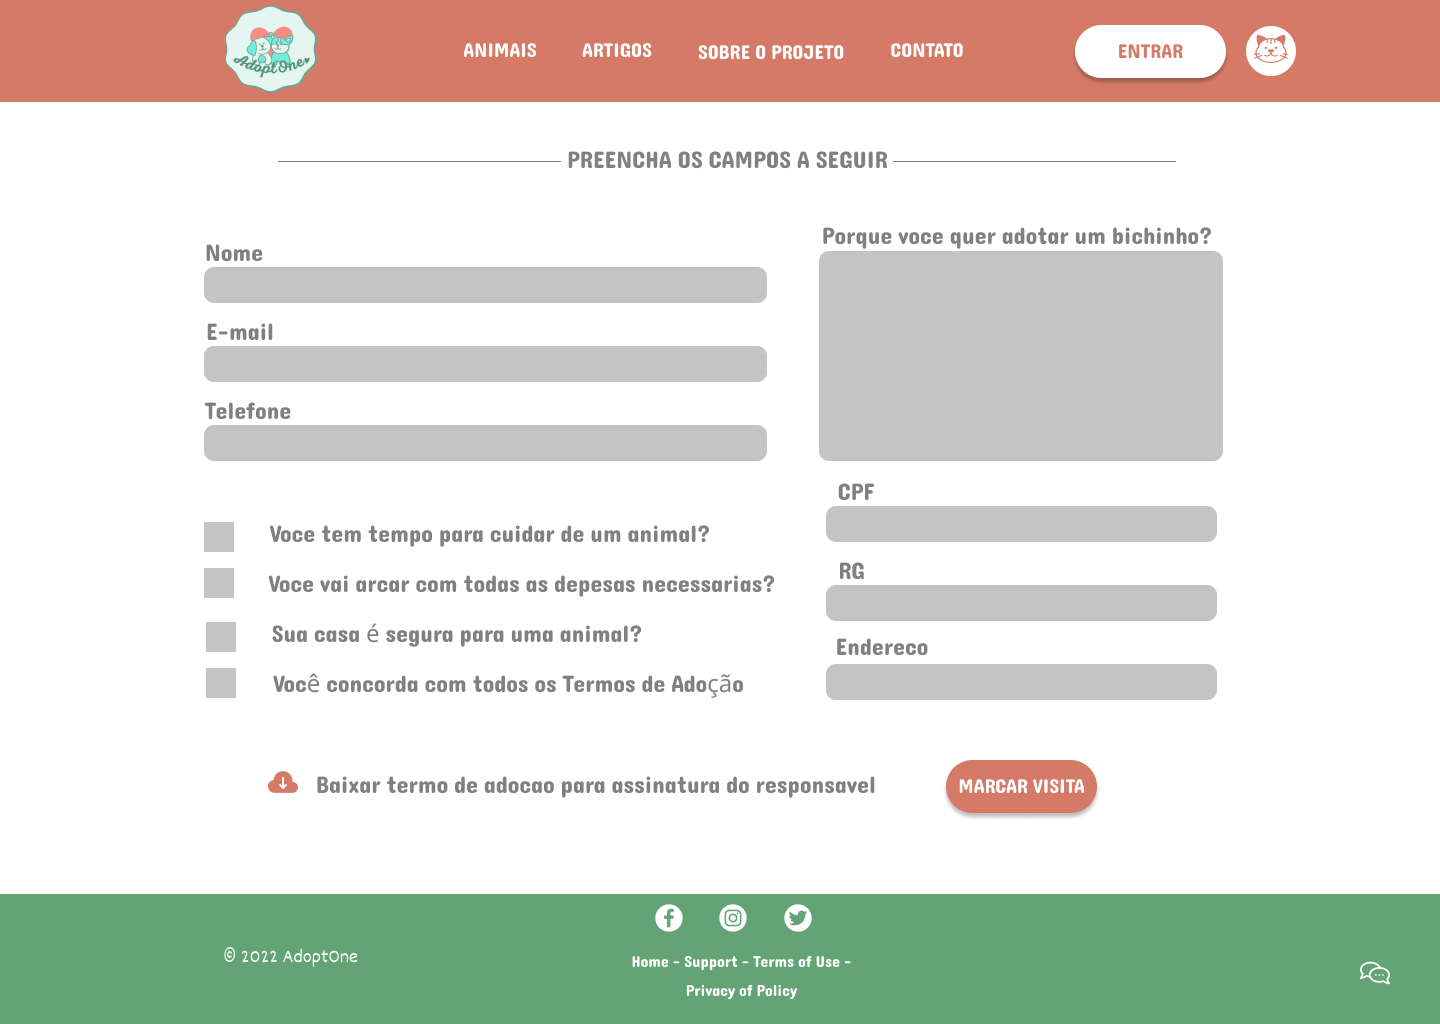 AdoptOne
ANIMAIS
ARTIGOS
SOBRE O PROJETO
CONTATO
ENTRAR
PREENCHA OS CAMPOS A SEGUIR
Nome
E-mail
Telefone
Porque voce quer adotar um bichinho?
CPF
RG
Endereco
Voce tem tempo para cuidar de um animal?
Voce vai arcar com todas as depesas necessarias?
Sua casa é segura para uma animal?
Você concorda com todos os Termos de Adoção
Baixar termo de adocao para assinatura do responsavel
MARCAR VISITA
© 2022 AdoptOne
Home - Support - Terms of Use -
Privacy of Policy